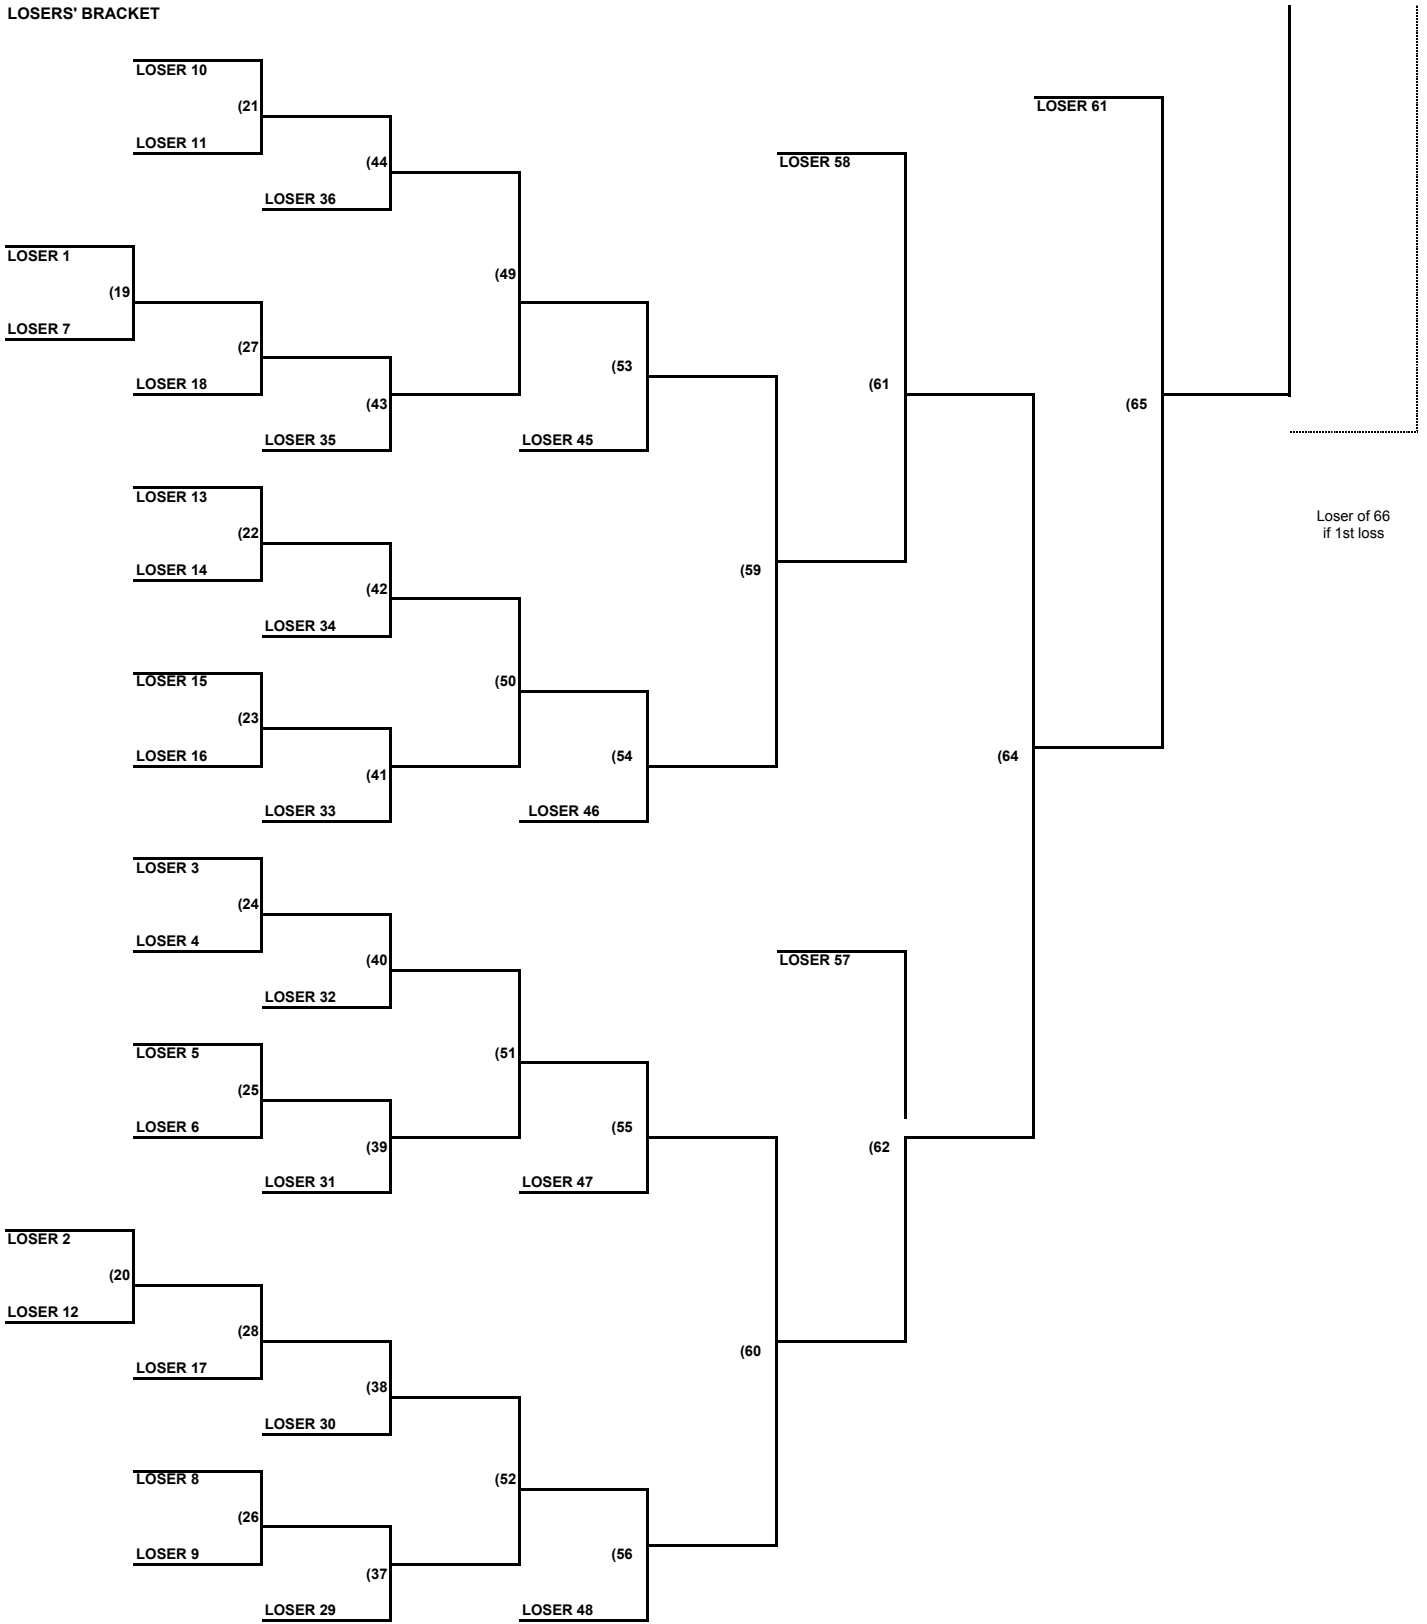 LOSERS' BRACKET
LOSER 10
(21
LOSER 61
LOSER 11
(44
LOSER 58
LOSER 36
LOSER 1
(49
(19
LOSER 7
(27
(53
LOSER 18
(61
(43
(65
LOSER 35
LOSER 45
LOSER 13
Loser of 66
if 1st loss
(22
LOSER 14
(59
(42
LOSER 34
LOSER 15
(50
(23
LOSER 16
(54
(64
(41
LOSER 33
LOSER 46
LOSER 3
(24
LOSER 4
(40
LOSER 57
LOSER 32
LOSER 5
(51
(25
LOSER 6
(55
(39
(62
LOSER 31
LOSER 47
LOSER 2
(20
LOSER 12
(28
(60
LOSER 17
(38
LOSER 30
LOSER 8
(52
(26
LOSER 9
(56
(37
LOSER 29
LOSER 48